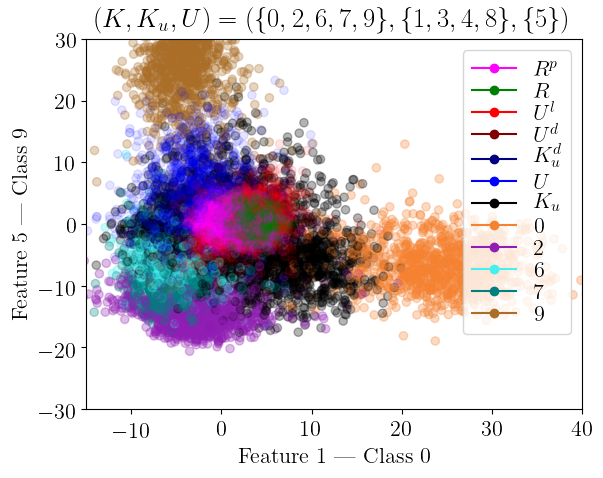 (K, K_u, U) = ({0, 2, 6, 7, 9}, {1, 3, 4, 8}, {5})
30
20
10
0
−10
−20
−30
Feature 5 — Class 9
−10
0
10
20
30
40
Feature 1 — Class 0
R^p
R
U^l
U^d
K_u^d
U
K_u
0
2
6
7
9